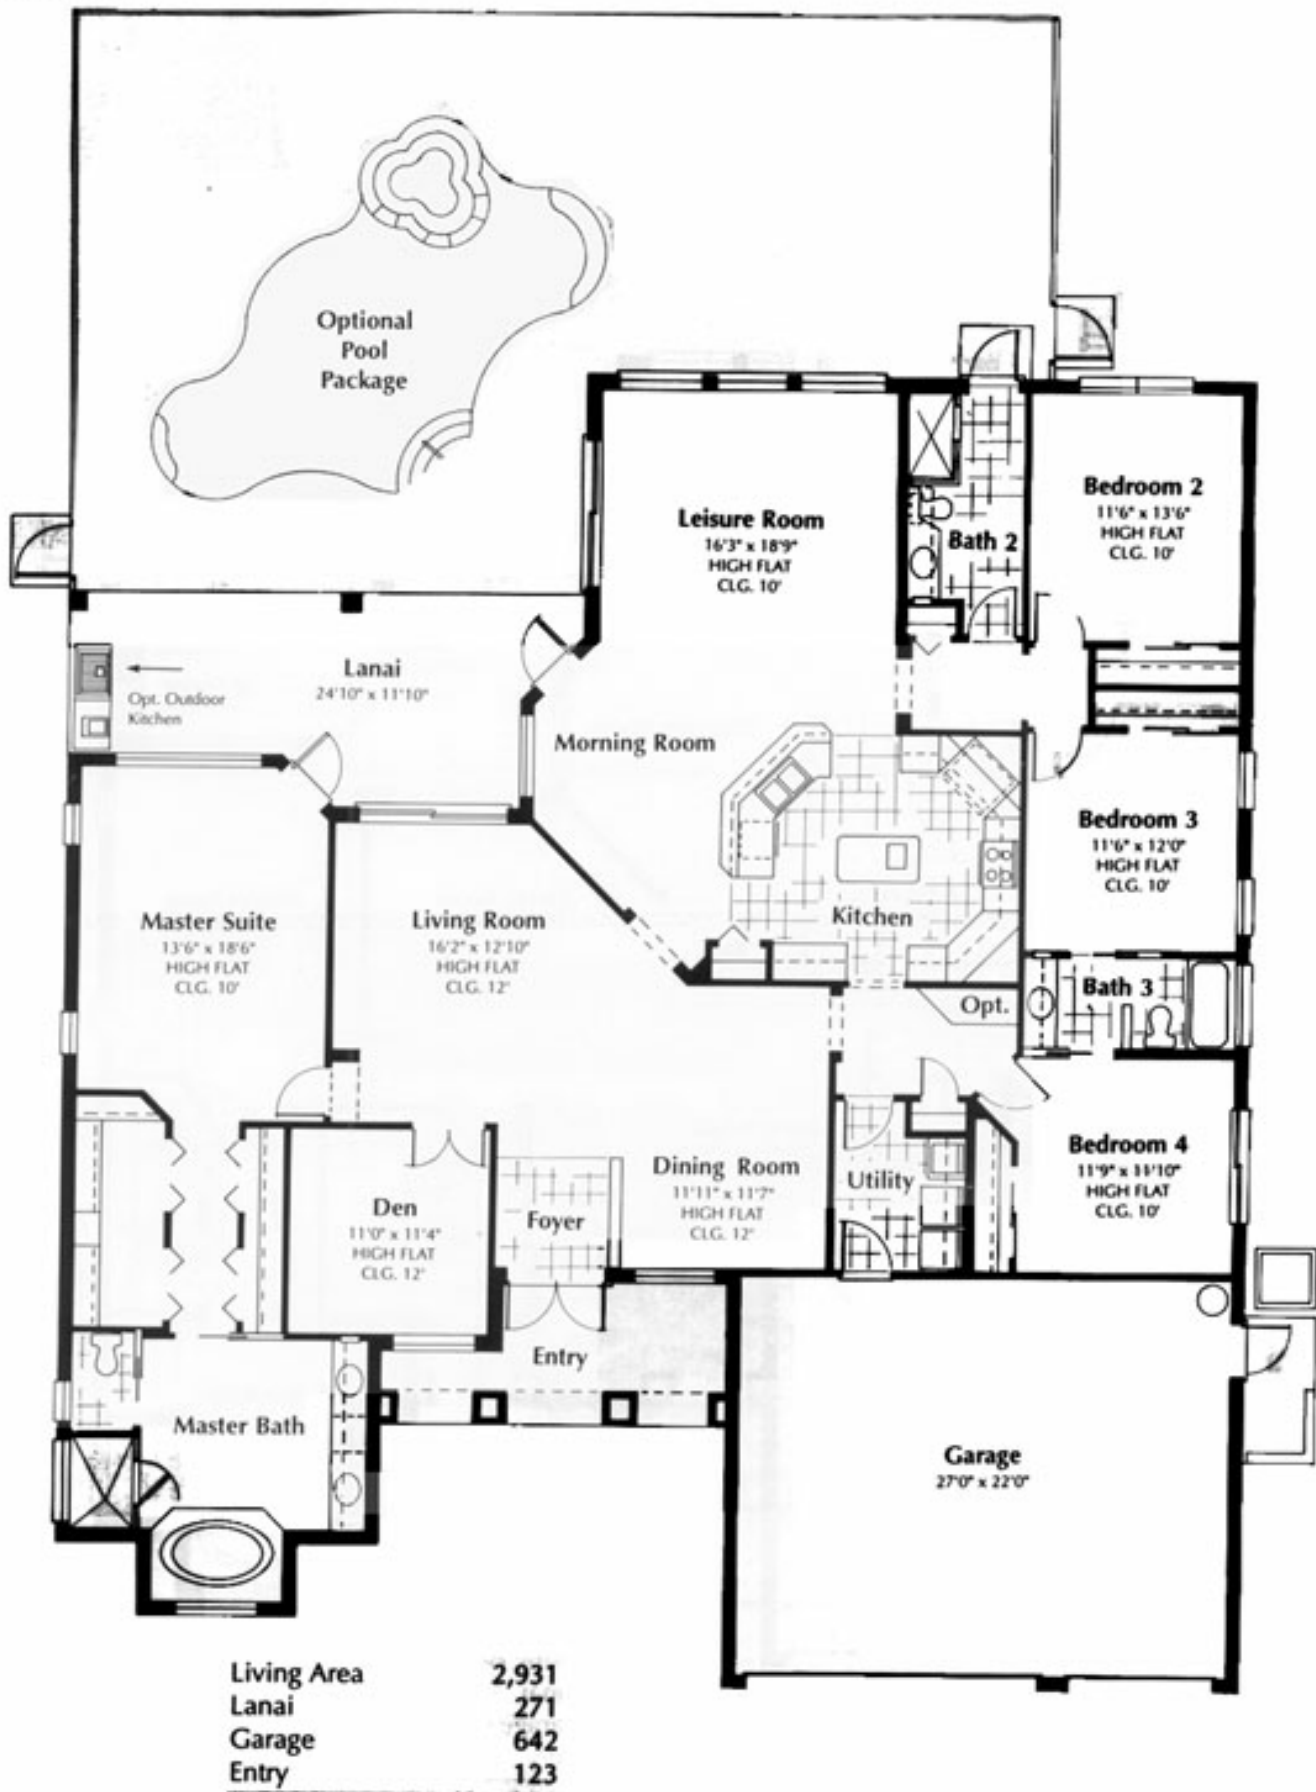 Optional
Pool
Package
Leisure Room
16'3" x 18'9"
HIGH FLAT
CLG. 10'
Bath 2
Bedroom 2
11'6" x 13'6"
HIGH FLAT
CLG. 10'
Lanai
24'10" x 11'10"
Opt. Outdoor
Kitchen
Morning Room
Bedroom 3
11'6" x 12'0"
HIGH FLAT
CLG. 10'
Master Suite
13'6" x 18'6"
HIGH FLAT
CLG. 10'
Living Room
16'2" x 12'10"
HIGH FLAT
CLG. 12'
Kitchen
Opt.
Bath 3
Bedroom 4
11'9" x 11'10"
HIGH FLAT
CLG. 10'
Dining Room
11'11" x 11'7"
HIGH FLAT
CLG. 12'
Utility
Den
11'0" x 11'4"
HIGH FLAT
CLG. 12'
Foyer
Entry
Master Bath
Garage
27'0" x 22'0"
Living Area 2,931
Lanai 271
Garage 642
Entry 123